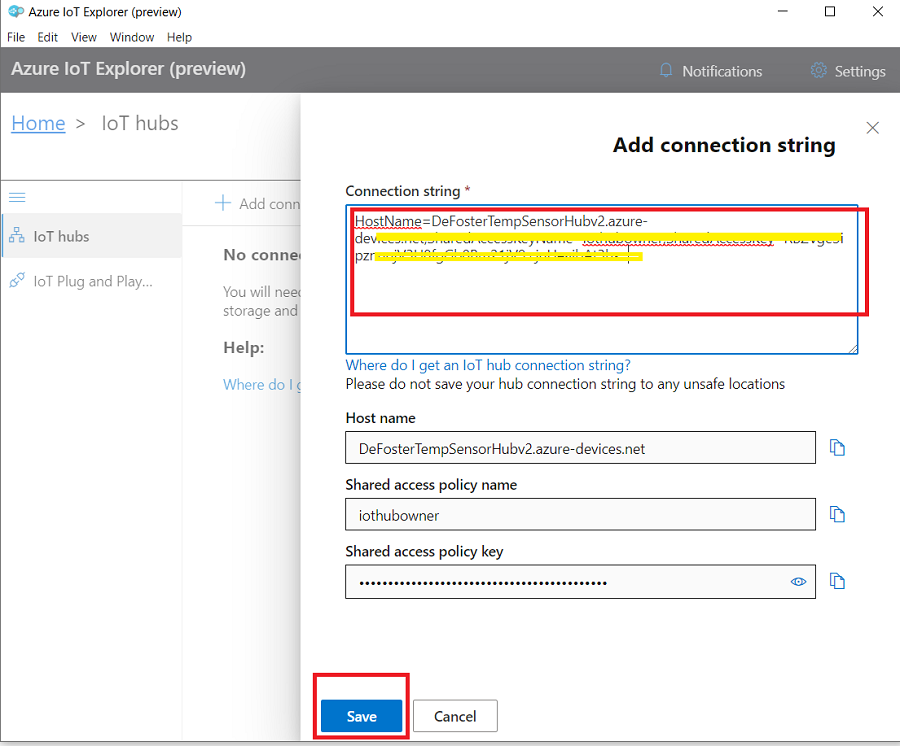 Azure IoT Explorer (preview)
File Edit View Window Help
Azure IoT Explorer (preview)
Notifications
Settings
Home > IoT hubs
Add connection string
Connection string *
HostName=DeFosterTempSensorHubv2.azure-
Add conn
IoT hubs
No connec
IoT Plug and Play...
You will need
storage and
Help:
Where do I g
Where do I get an IoT hub connection string?
Please do not save your hub connection string to any unsafe locations
Host name
DeFosterTempSensorHubv2.azure-devices.net
Shared access policy name
iothubowner
Shared access policy key
Save
Cancel